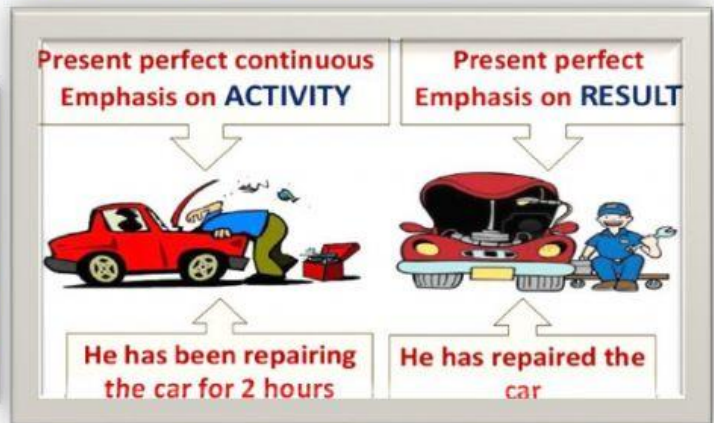 Present perfect continuous
Emphasis on ACTIVITY
Present perfect
Emphasis on RESULT
He has been repairing
the car for 2 hours
He has repaired the
car